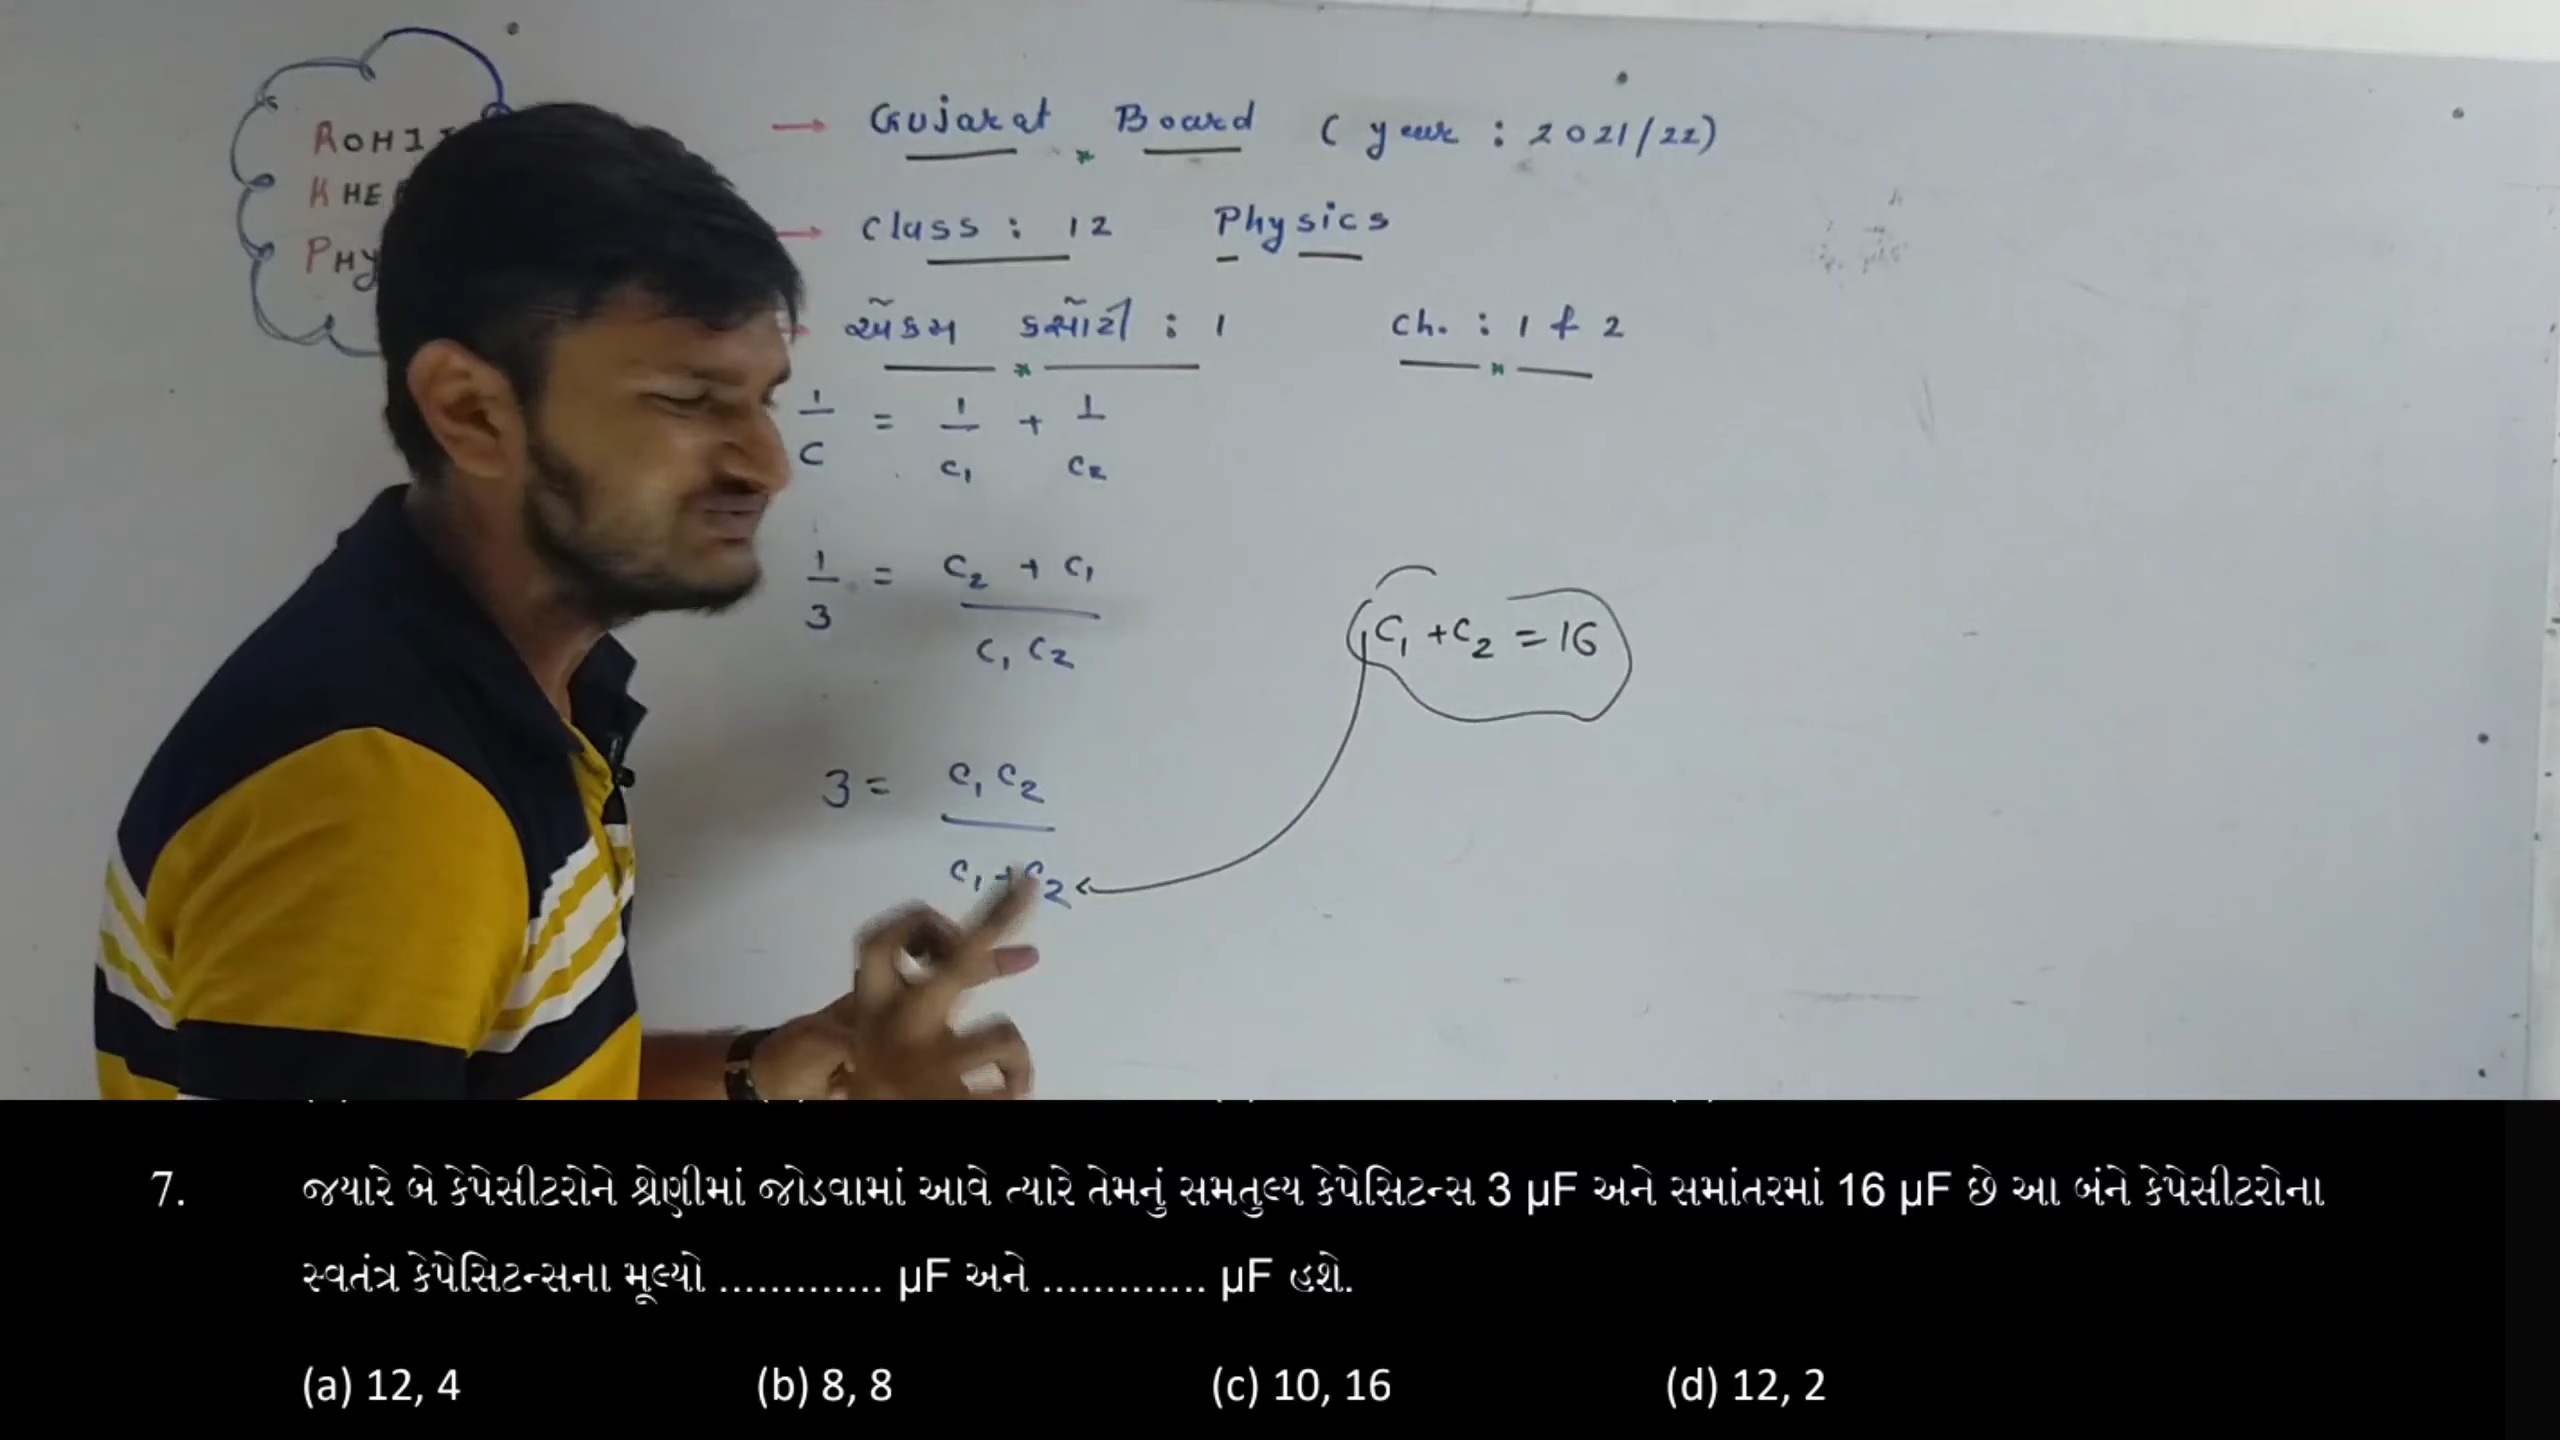 → Gujarat Board (year : 2021/22)
→ Class : 12 Physics
એકમ કસોટી : 1 Ch. : 1 & 2
1/C = 1/C₁ + 1/C₂
1/3 = C₂ + C₁ / C₁ C₂
C₁ + C₂ = 16
3 = C₁ C₂ / C₁ + C₂
7. જયારે બે કેપેસીટરોને શ્રેણીમાં જોડવામાં આવે ત્યારે તેમનું સમતુલ્ય કેપેસિટન્સ 3 μF અને સમાંતરમાં 16 μF છે આ બંને કેપેસીટરોના
સ્વતંત્ર કેપેસિટન્સના મૂલ્યો ............. μF અને ............. μF હશે.
(a) 12, 4 (b) 8, 8 (c) 10, 16 (d) 12, 2